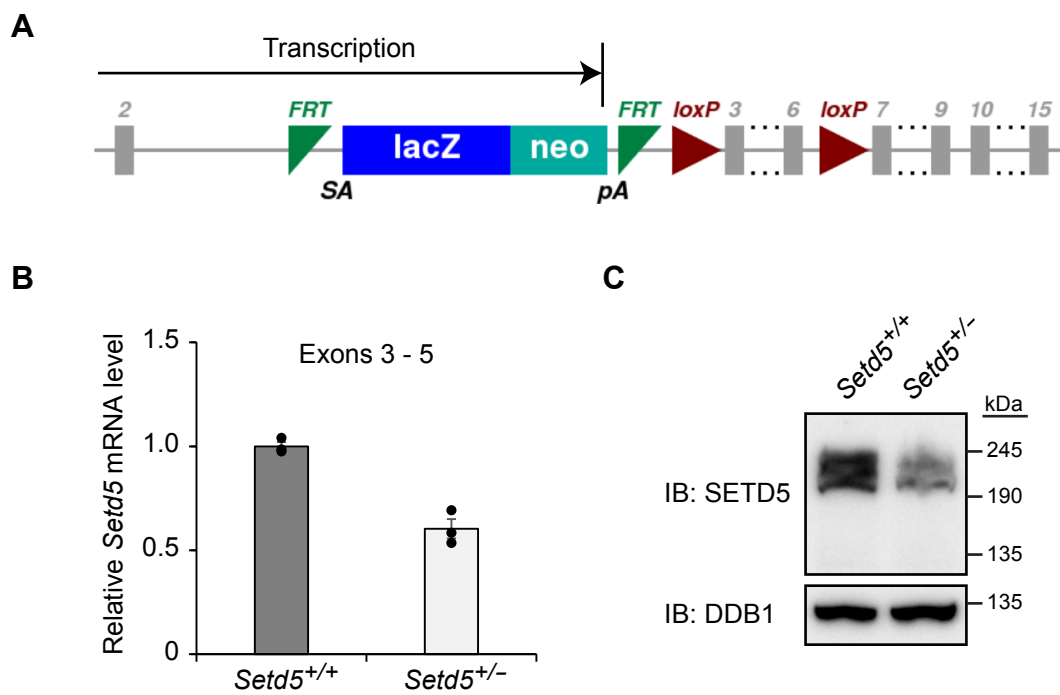 A
Transcription
2 FRT FRT loxP 3 6 loxP 7 9 10 15
lacZ neo
SA pA
B
Exons 3 - 5
Relative Setd5 mRNA level
1.5
1.0
0.5
0
Setd5+/+ Setd5+/–
C
Setd5+/+ Setd5+/–
kDa
IB: SETD5
245
190
135
IB: DDB1
135